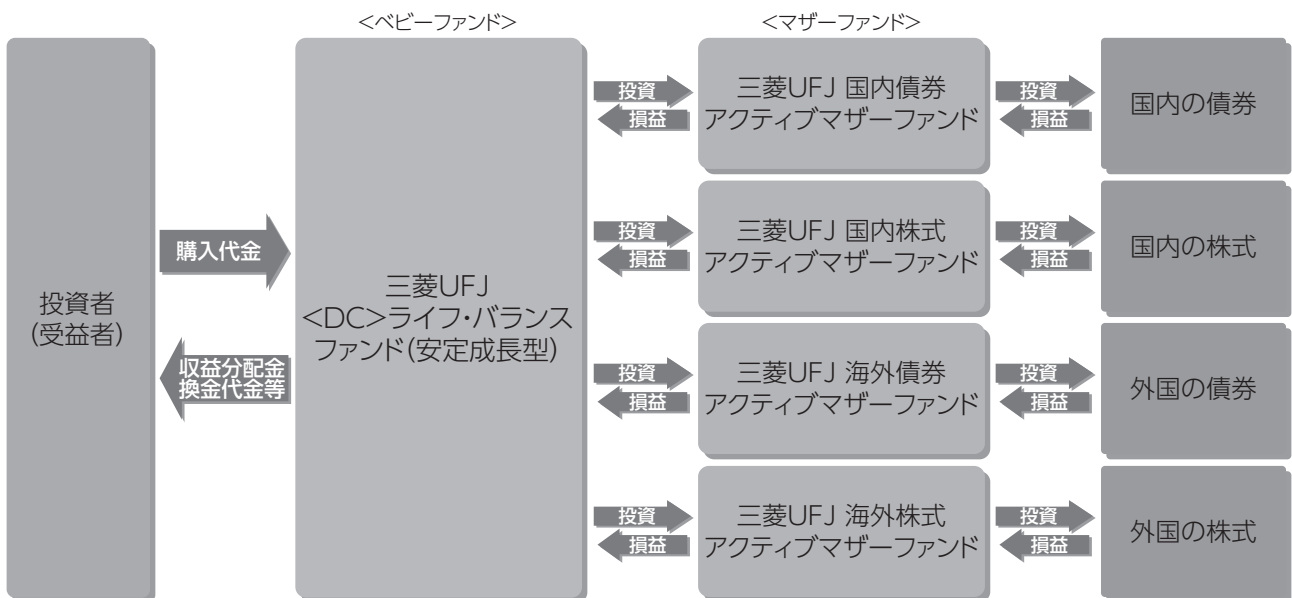 <ベビーファンド>
<マザーファンド>
投資者
(受益者)
購入代金
収益分配金
換金代金等
三菱UFJ
<DC>ライフ・バランス
ファンド(安定成長型)
投資
損益
三菱UFJ 国内債券
アクティブマザーファンド
投資
損益
国内の債券
投資
損益
三菱UFJ 国内株式
アクティブマザーファンド
投資
損益
国内の株式
投資
損益
三菱UFJ 海外債券
アクティブマザーファンド
投資
損益
外国の債券
投資
損益
三菱UFJ 海外株式
アクティブマザーファンド
投資
損益
外国の株式